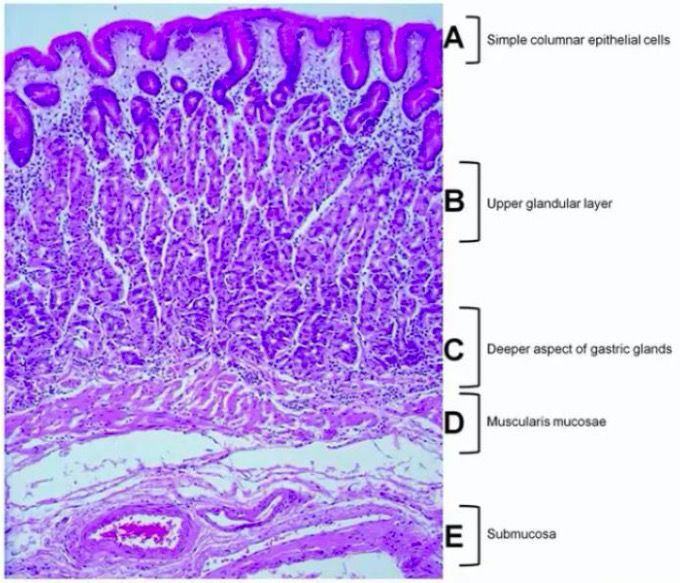 A Simple columnar epithelial cells
B Upper glandular layer
C Deeper aspect of gastric glands
D Muscularis mucosae
E Submucosa